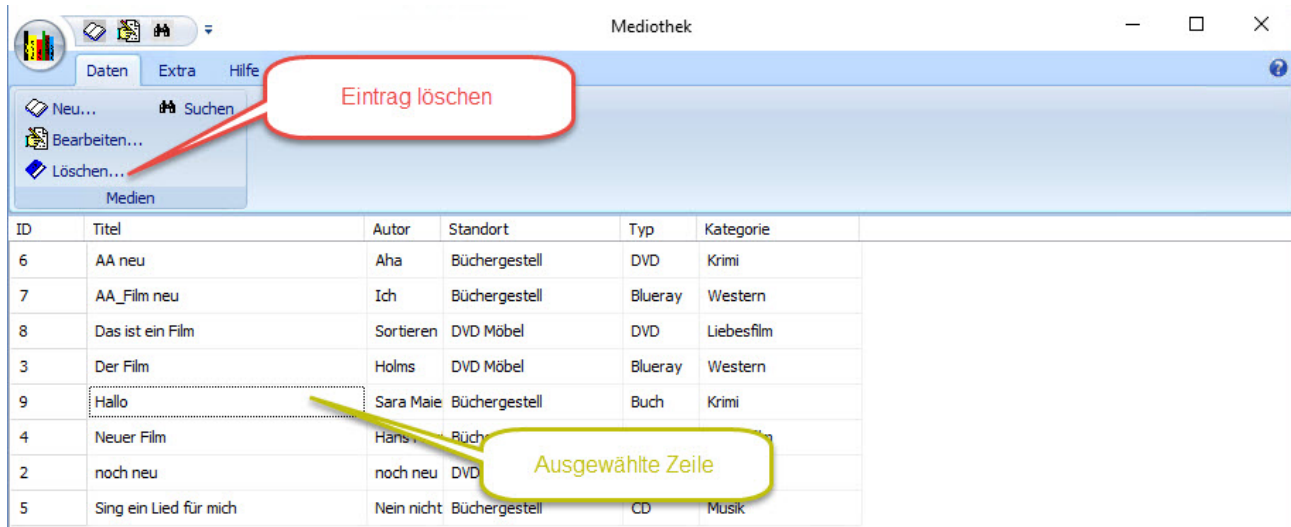 Mediothek
Daten Extra Hilfe
Eintrag löschen
Neu... Suchen
Bearbeiten...
Löschen...
Medien
ID Titel Autor Standort Typ Kategorie
6 AA neu Aha Büchergestell DVD Krimi
7 AA_Film neu Ich Büchergestell Blueray Western
8 Das ist ein Film Sortieren DVD Möbel DVD Liebesfilm
3 Der Film Holms DVD Möbel Blueray Western
9 Hallo Sara Maie Büchergestell Buch Krimi
4 Neuer Film Hans
2 noch neu noch neu DVD
Ausgewählte Zeile
5 Sing ein Lied für mich Nein nicht Büchergestell CD Musik